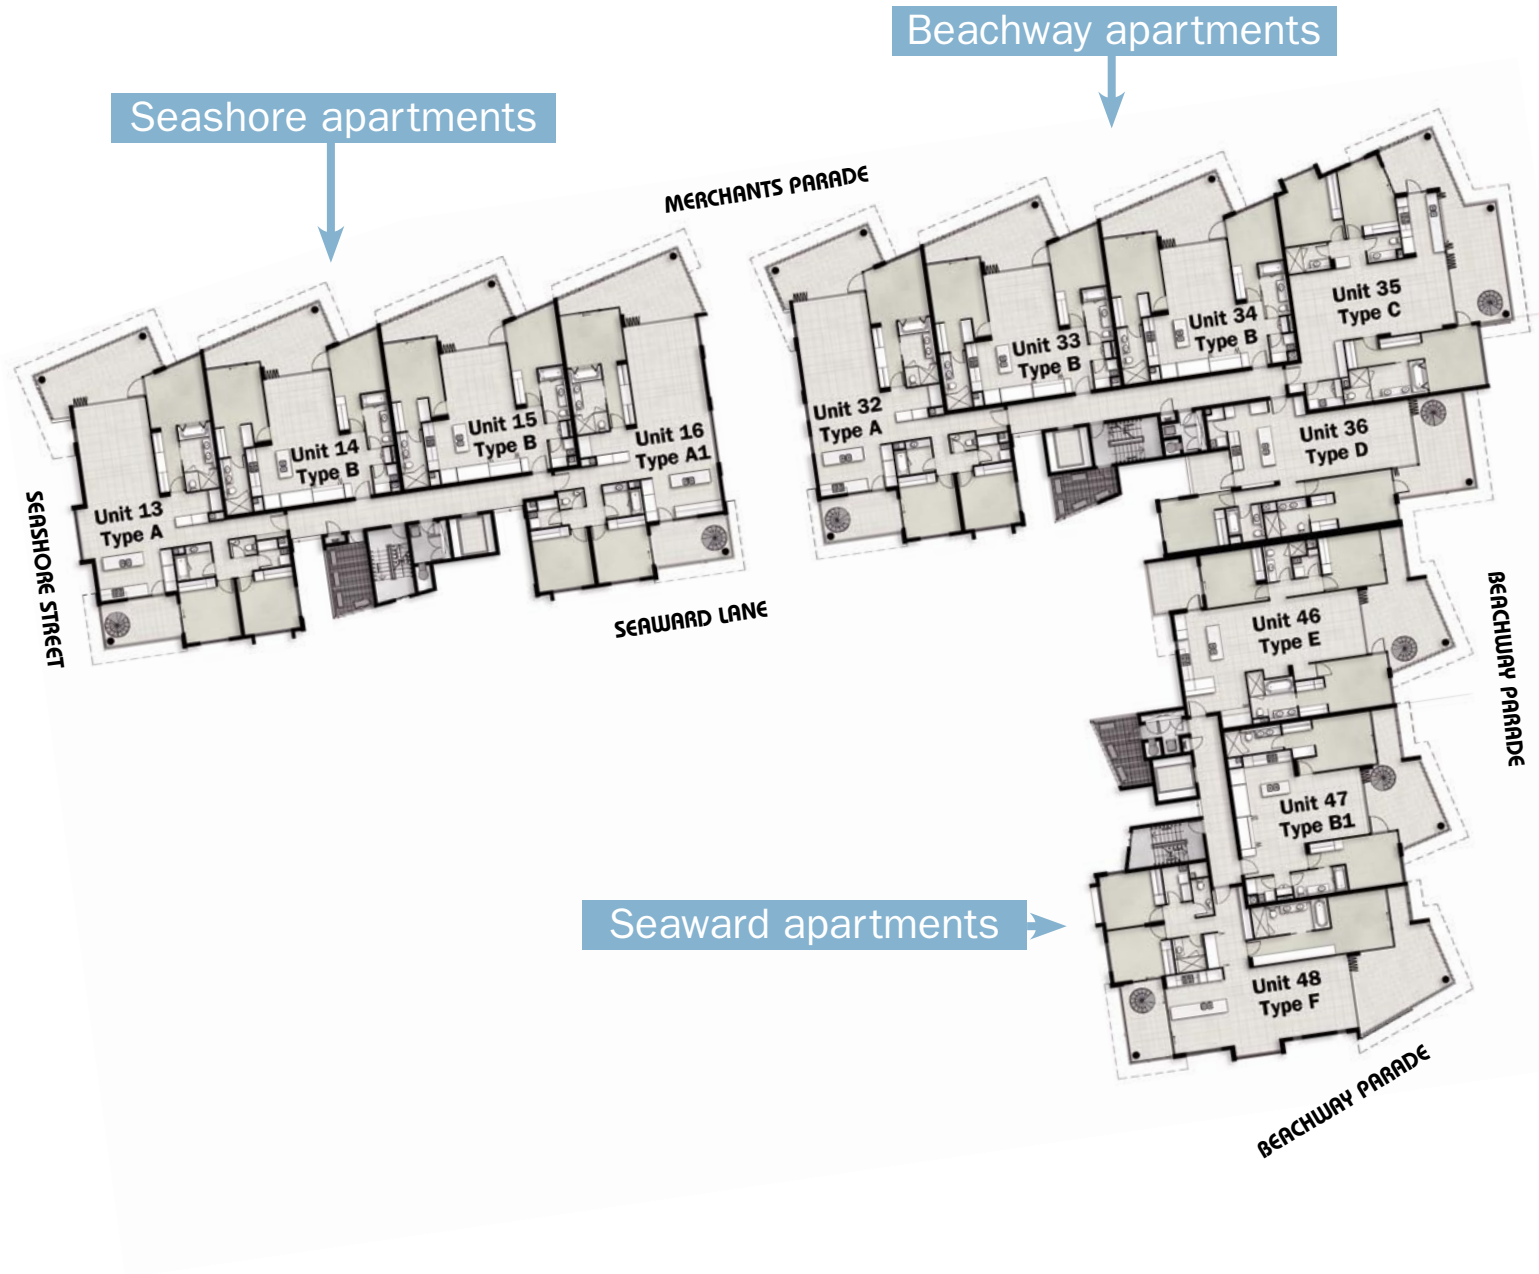 Beachway apartments
Seashore apartments
MERCHANTS PARADE
Unit 35
Type C
Unit 34
Type B
Unit 33
Type B
Unit 32
Type A
Unit 36
Type D
Unit 16
Type A1
Unit 15
Type B
Unit 14
Type B
Unit 13
Type A
SEASHORE STREET
SEAWARD LANE
Unit 46
Type E
BEACHWAY PARADE
Unit 47
Type B1
Seaward apartments
Unit 48
Type F
BEACHWAY PARADE